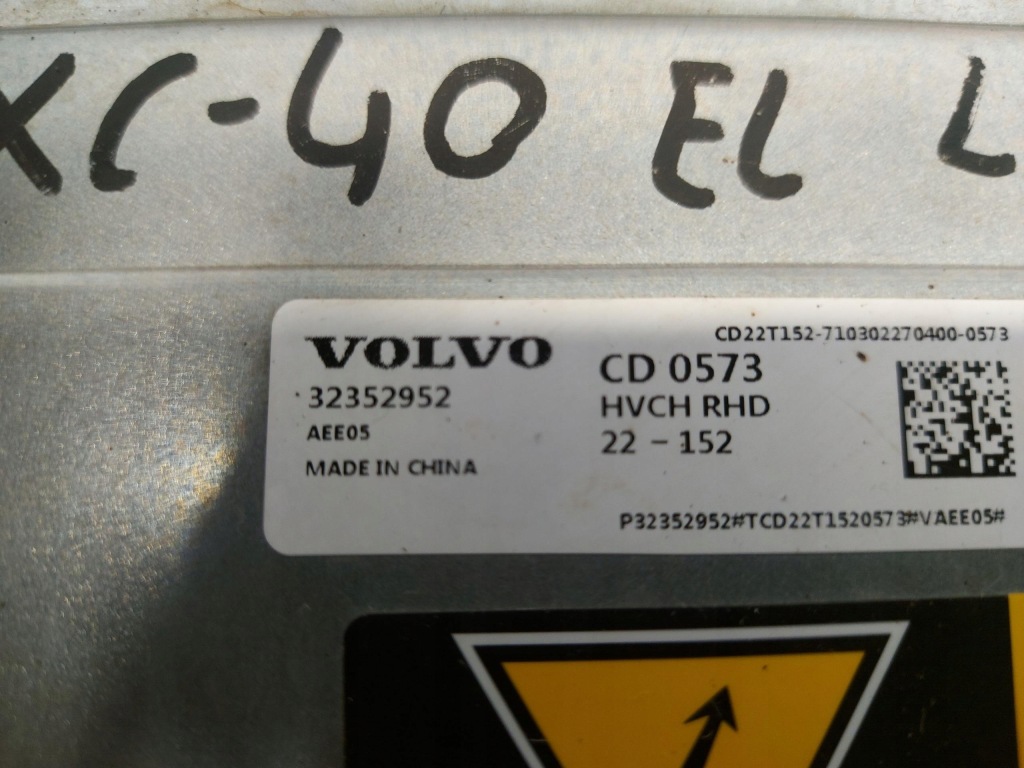 XC-40 EL L
VOLVO
32352952
AEE05
MADE IN CHINA
CD22T152-710302270400-0573
CD 0573
HVCH RHD
22 - 152
P32352952#TCD22T1520573#VAEE05#